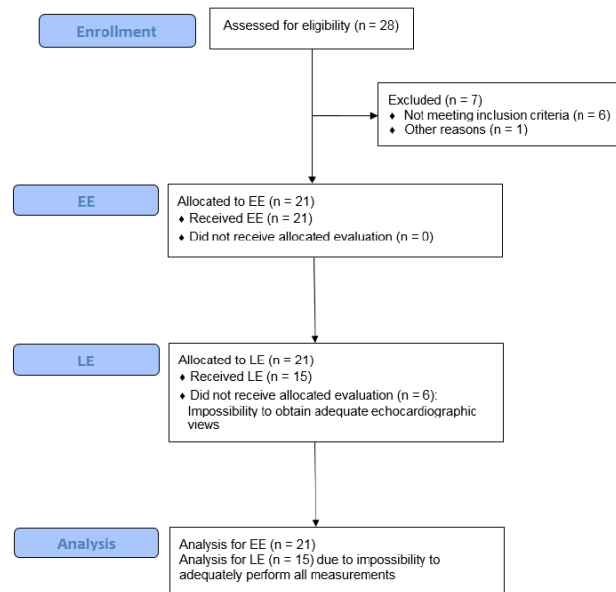 Enrollment
Assessed for eligibility (n = 28)
Excluded (n = 7)
♦ Not meeting inclusion criteria (n = 6)
♦ Other reasons (n = 1)
EE
Allocated to EE (n = 21)
♦ Received EE (n = 21)
♦ Did not receive allocated evaluation (n = 0)
LE
Allocated to LE (n = 21)
♦ Received LE (n = 15)
♦ Did not receive allocated evaluation (n = 6):
Impossibility to obtain adequate echocardiographic
views
Analysis
Analysis for EE (n = 21)
Analysis for LE (n = 15) due to impossibility to
adequately perform all measurements